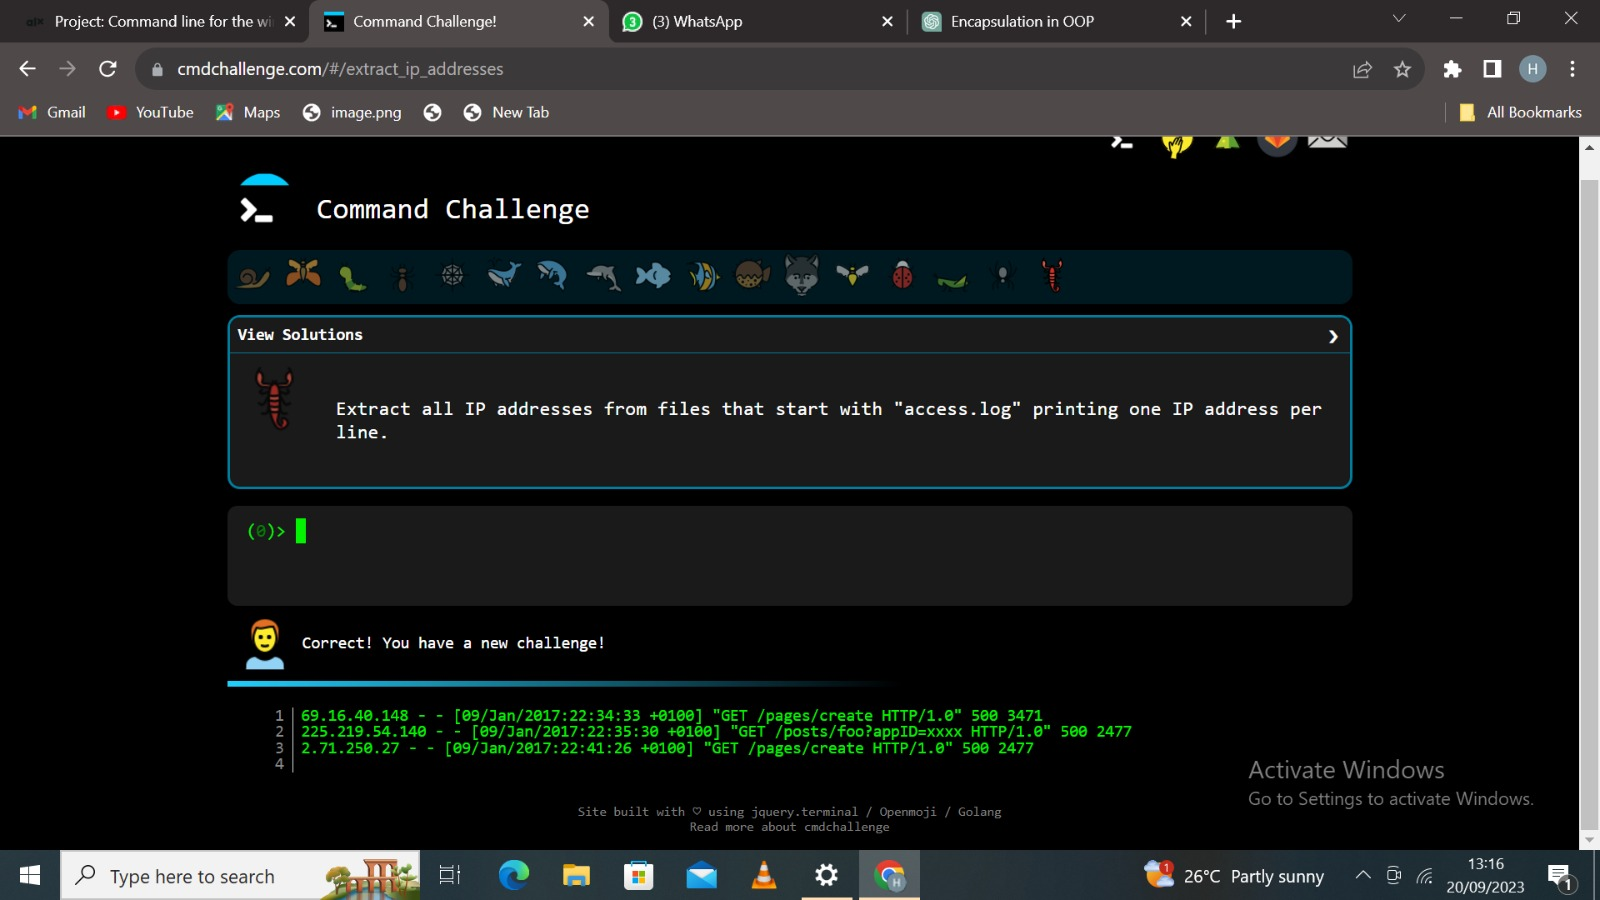 Project: Command line for the wi
Command Challenge!
(3) WhatsApp
Encapsulation in OOP
cmdchallenge.com/#/extract_ip_addresses
H
Gmail
YouTube
Maps
image.png
New Tab
All Bookmarks
Command Challenge
View Solutions
Extract all IP addresses from files that start with "access.log" printing one IP address per
line.
(0)>
Correct! You have a new challenge!
1 69.16.40.148 - - [09/Jan/2017:22:34:33 +0100] "GET /pages/create HTTP/1.0" 500 3471
2 225.219.54.140 - - [09/Jan/2017:22:35:30 +0100] "GET /posts/foo?appID=xxxx HTTP/1.0" 500 2477
3 2.71.250.27 - - [09/Jan/2017:22:41:26 +0100] "GET /pages/create HTTP/1.0" 500 2477
4
Activate Windows
Go to Settings to activate Windows.
Site built with ♡ using jquery.terminal / Openmoji / Golang
Read more about cmdchallenge
Type here to search
H
1
26°C Partly sunny
13:16
20/09/2023
1